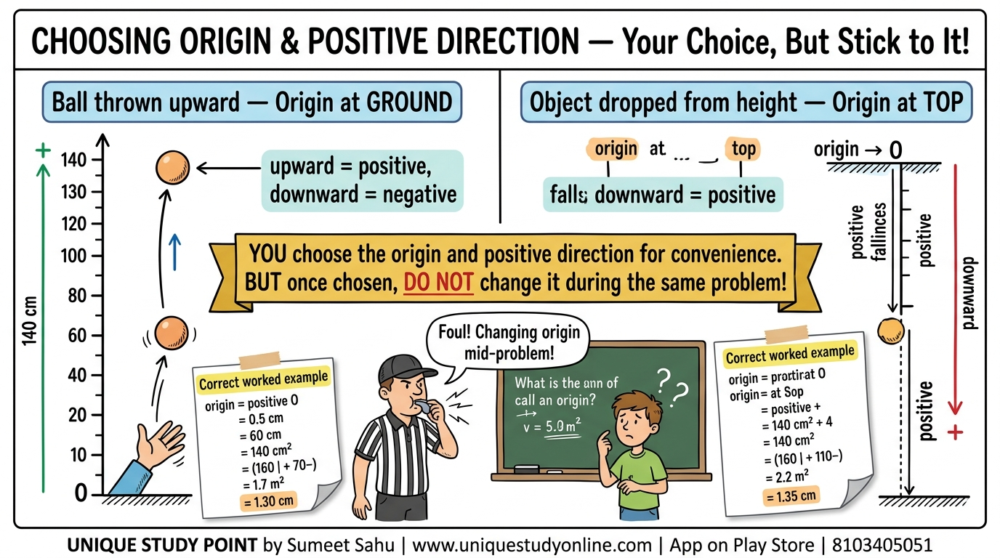 CHOOSING ORIGIN & POSITIVE DIRECTION — Your Choice, But Stick to It!
Ball thrown upward — Origin at GROUND
+
140
130
120
100
80
60
40
20
10
0
140 cm
upward = positive,
downward = negative
Object dropped from height — Origin at TOP
origin at ... _ top
falls downward = positive
origin → 0
positive
fallinces
positive
downward
positive
+
YOU choose the origin and positive direction for convenience.
BUT once chosen, DO NOT change it during the same problem!
Correct worked example
origin = positive 0
= 0.5 cm
= 60 cm
= 140 cm²
= (160 | + 70–)
= 1.7 m²
= 1.30 cm
Foul! Changing origin
mid-problem!
What is the of
call an origin?
v = 5.0 m²
? ?
Correct worked example
origin = 0
origin = at Sop
= positive +
= 140 cm² + 4
= 140 cm²
= (160 | + 110–)
= 2.2 m²
= 1.35 cm
UNIQUE STUDY POINT by Sumeet Sahu | www.uniquestudyonline.com | App on Play Store | 8103405051